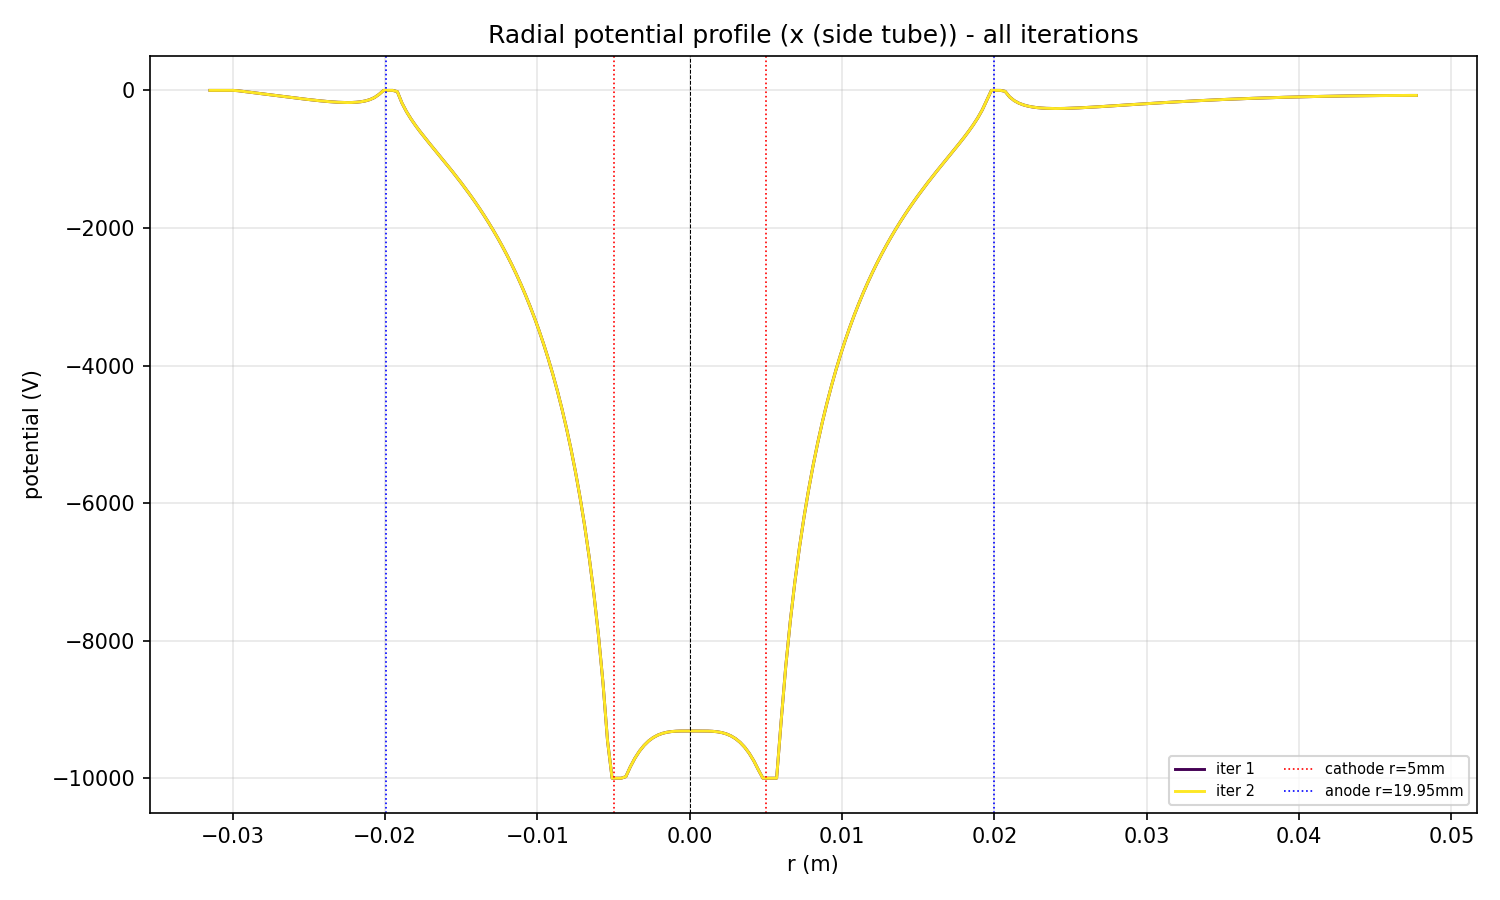 Radial potential profile (x (side tube)) - all iterations
potential (V)
0
−2000
−4000
−6000
−8000
−10000
iter 1
iter 2
cathode r=5mm
anode r=19.95mm
−0.03
−0.02
−0.01
0.00
0.01
0.02
0.03
0.04
0.05
r (m)